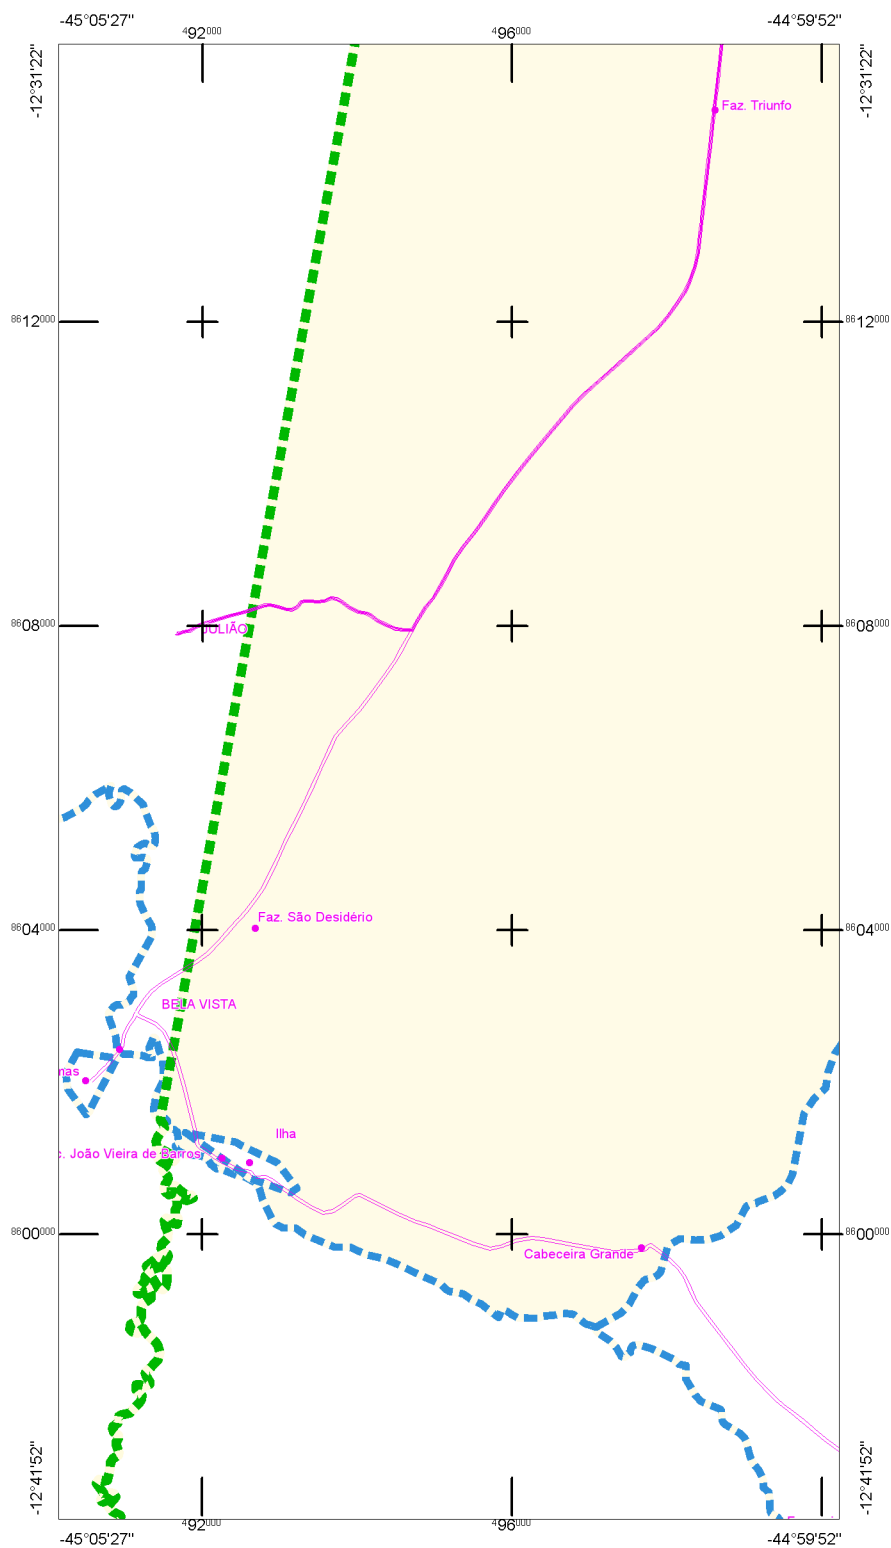 -45°05'27"
492000
496000
-44°59'52"
-12°31'22"
-12°31'22"
Faz. Triunfo
8612000
8612000
JULIÃO
8608000
8608000
Faz. São Desidério
8604000
8604000
BELA VISTA
nas
Ilha
c. João Vieira de Barros
8600000
8600000
Cabeceira Grande
-12°41'52"
-12°41'52"
492000
496000
-45°05'27"
-44°59'52"